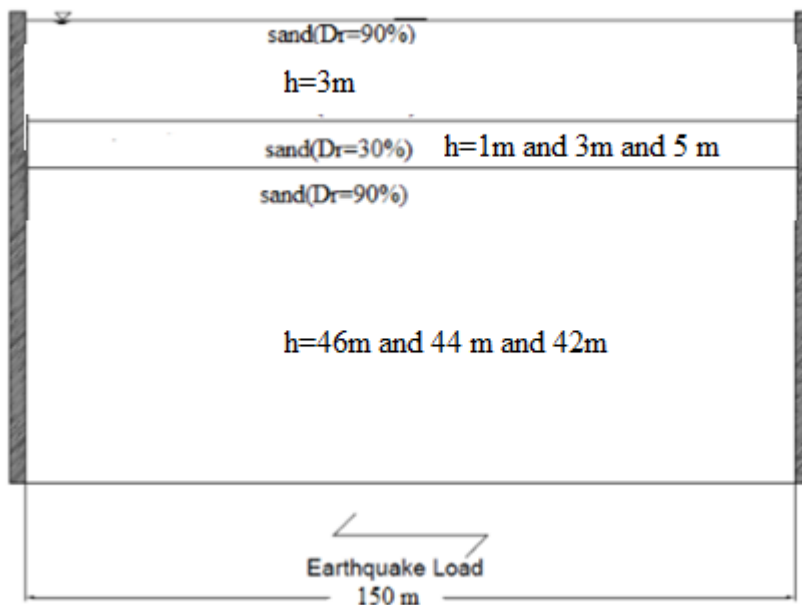 sand(Dr=90%)
h=3m
sand(Dr=30%) h=1m and 3m and 5 m
sand(Dr=90%)
h=46m and 44 m and 42m
Earthquake Load
150 m